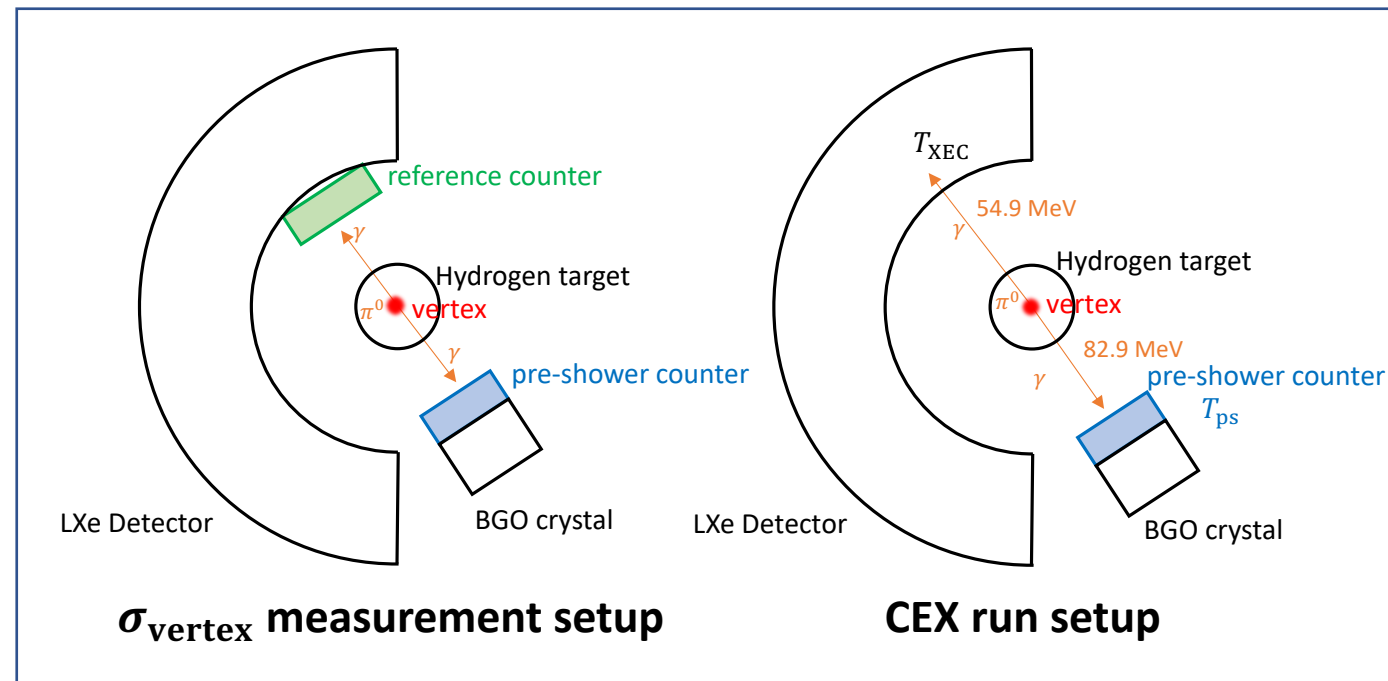 reference counter
γ
Hydrogen target
π⁰
vertex
γ
pre-shower counter
BGO crystal
LXe Detector
σ_vertex measurement setup
T_XEC
54.9 MeV
γ
Hydrogen target
π⁰
vertex
82.9 MeV
γ
pre-shower counter
T_ps
BGO crystal
LXe Detector
CEX run setup